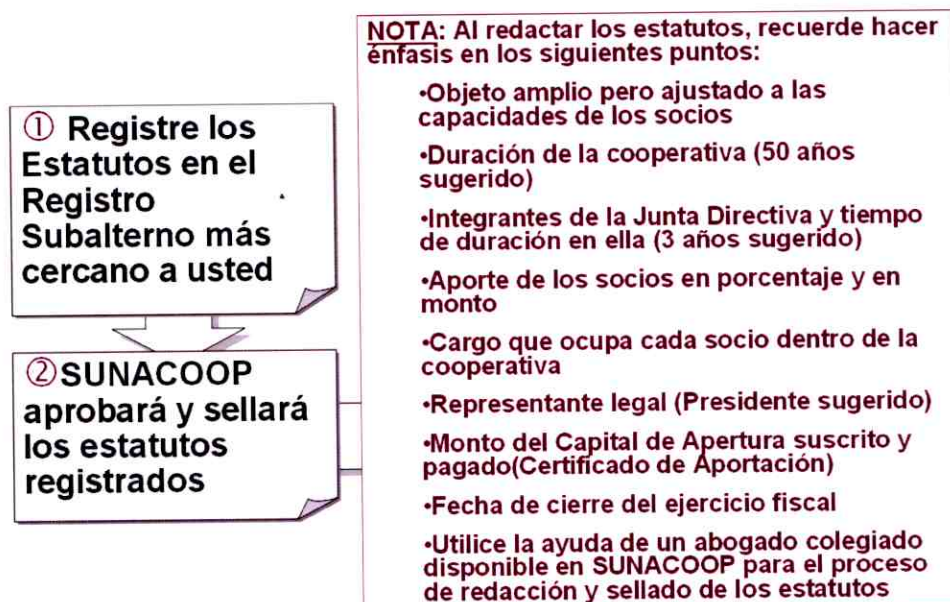 ① Registre los
Estatutos en el
Registro
Subalterno más
cercano a usted
②SUNACOOP
aprobará y sellará
los estatutos
registrados
NOTA: Al redactar los estatutos, recuerde hacer
énfasis en los siguientes puntos:
•Objeto amplio pero ajustado a las
capacidades de los socios
•Duración de la cooperativa (50 años
sugerido)
•Integrantes de la Junta Directiva y tiempo
de duración en ella (3 años sugerido)
•Aporte de los socios en porcentaje y en
monto
•Cargo que ocupa cada socio dentro de la
cooperativa
•Representante legal (Presidente sugerido)
•Monto del Capital de Apertura suscrito y
pagado(Certificado de Aportación)
•Fecha de cierre del ejercicio fiscal
•Utilice la ayuda de un abogado colegiado
disponible en SUNACOOP para el proceso
de redacción y sellado de los estatutos